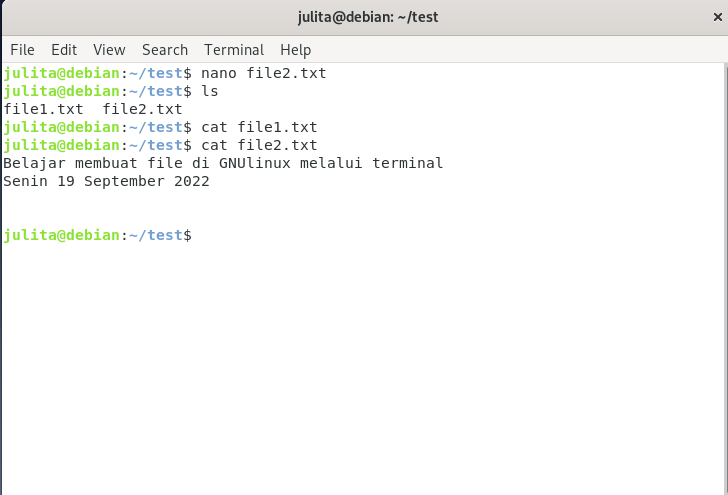 julita@debian: ~/test
File Edit View Search Terminal Help
julita@debian:~/test$ nano file2.txt
julita@debian:~/test$ ls
file1.txt  file2.txt
julita@debian:~/test$ cat file1.txt
julita@debian:~/test$ cat file2.txt
Belajar membuat file di GNUlinux melalui terminal
Senin 19 September 2022
julita@debian:~/test$